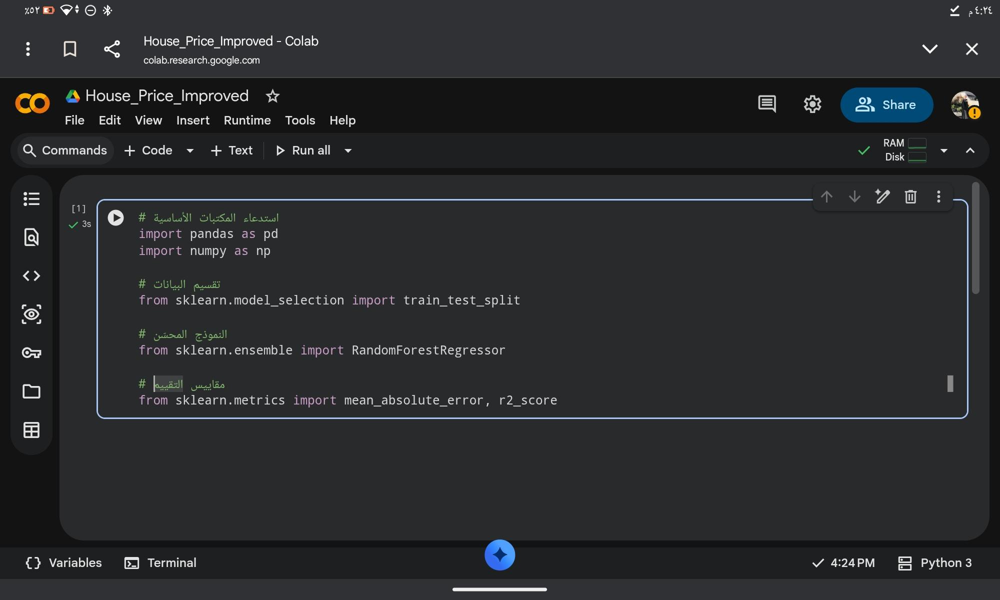 ٪٥٢
٤:٢٤ م
House_Price_Improved - Colab
colab.research.google.com
House_Price_Improved
File Edit View Insert Runtime Tools Help
Share
Commands + Code + Text Run all
RAM
Disk
[1]
3s
# استدعاء المكتبات الأساسية
import pandas as pd
import numpy as np
# تقسيم البيانات
from sklearn.model_selection import train_test_split
# النموذج المحسّن
from sklearn.ensemble import RandomForestRegressor
# مقاييس التقييم
from sklearn.metrics import mean_absolute_error, r2_score
Variables Terminal 4:24 PM Python 3